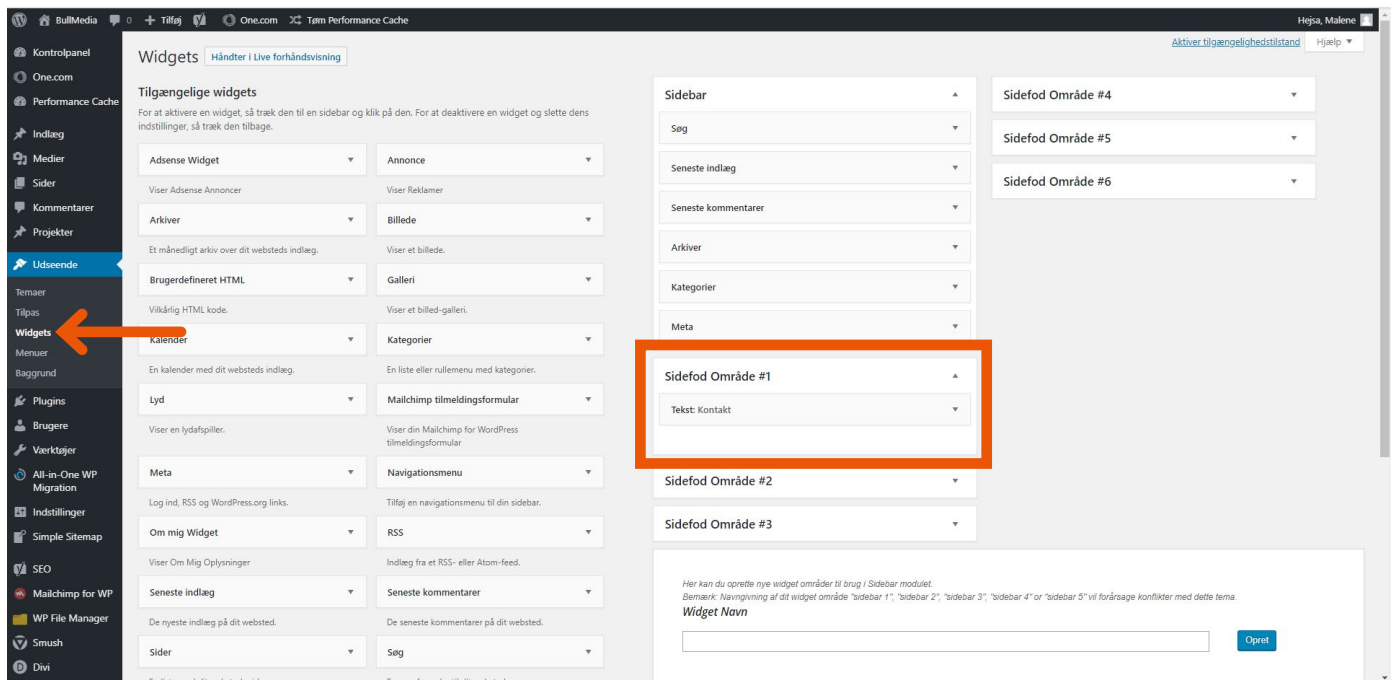 BullMedia 0 + Tilføj One.com Tøm Performance Cache Hejsa, Malene
Kontrolpanel
One.com
Performance Cache
Indlæg
Medier
Sider
Kommentarer
Projekter
Udseende
Temaer
Tilpas
Widgets
Menuer
Baggrund
Plugins
Brugere
Værktøjer
All-in-One WP
Migration
Indstillinger
Simple Sitemap
SEO
Mailchimp for WP
WP File Manager
Smush
Divi
Aktiver tilgængelighedstilstand Hjælp
Widgets Håndter i Live forhåndsvisning
Tilgængelige widgets
For at aktivere en widget, så træk den til en sidebar og klik på den. For at deaktivere en widget og slette dens
indstillinger, så træk den tilbage.
Adsense Widget Annonce
Viser Adsense Annoncer Viser Reklamer
Arkiver Billede
Et månedligt arkiv over dit websteds indlæg. Viser et billede.
Brugerdefineret HTML Galleri
Vilkårlig HTML kode. Viser et billed-galleri.
Kalender Kategorier
En kalender med dit websteds indlæg. En liste eller rullemenu med kategorier.
Lyd Mailchimp tilmeldingsformular
Viser en lydafspiller. Viser din Mailchimp for WordPress
tilmeldingsformular
Meta Navigationsmenu
Log ind, RSS og WordPress.org links. Tilføj en navigationsmenu til din sidebar.
Om mig Widget RSS
Viser Om Mig Oplysninger Indlæg fra et RSS- eller Atom-feed.
Seneste indlæg Seneste kommentarer
De nyeste indlæg på dit websted. De seneste kommentarer på dit websted.
Sider Søg
Sidebar
Søg
Seneste indlæg
Seneste kommentarer
Arkiver
Kategorier
Meta
Sidefod Område #1
Tekst: Kontakt
Sidefod Område #2
Sidefod Område #3
Sidefod Område #4
Sidefod Område #5
Sidefod Område #6
Her kan du oprette nye widget områder til brug i Sidebar modulet.
Bemærk: Navngivning af dit widget område "sidebar 1", "sidebar 2", "sidebar 3", "sidebar 4" or "sidebar 5" vil forårsage konflikter med dette tema.
Widget Navn
Opret